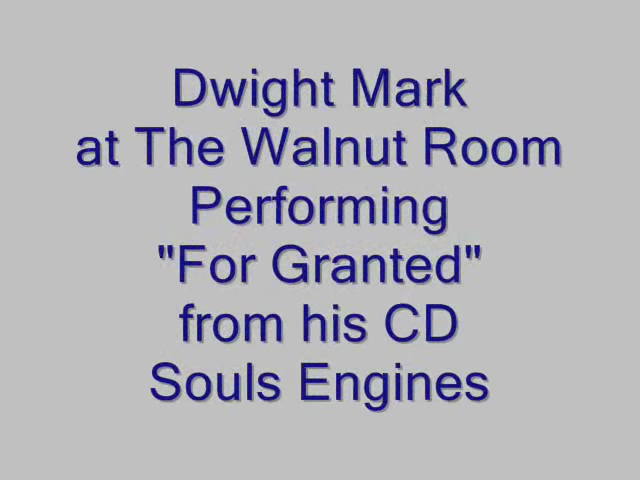 Dwight Mark
at The Walnut Room
Performing
"For Granted"
from his CD
Souls Engines